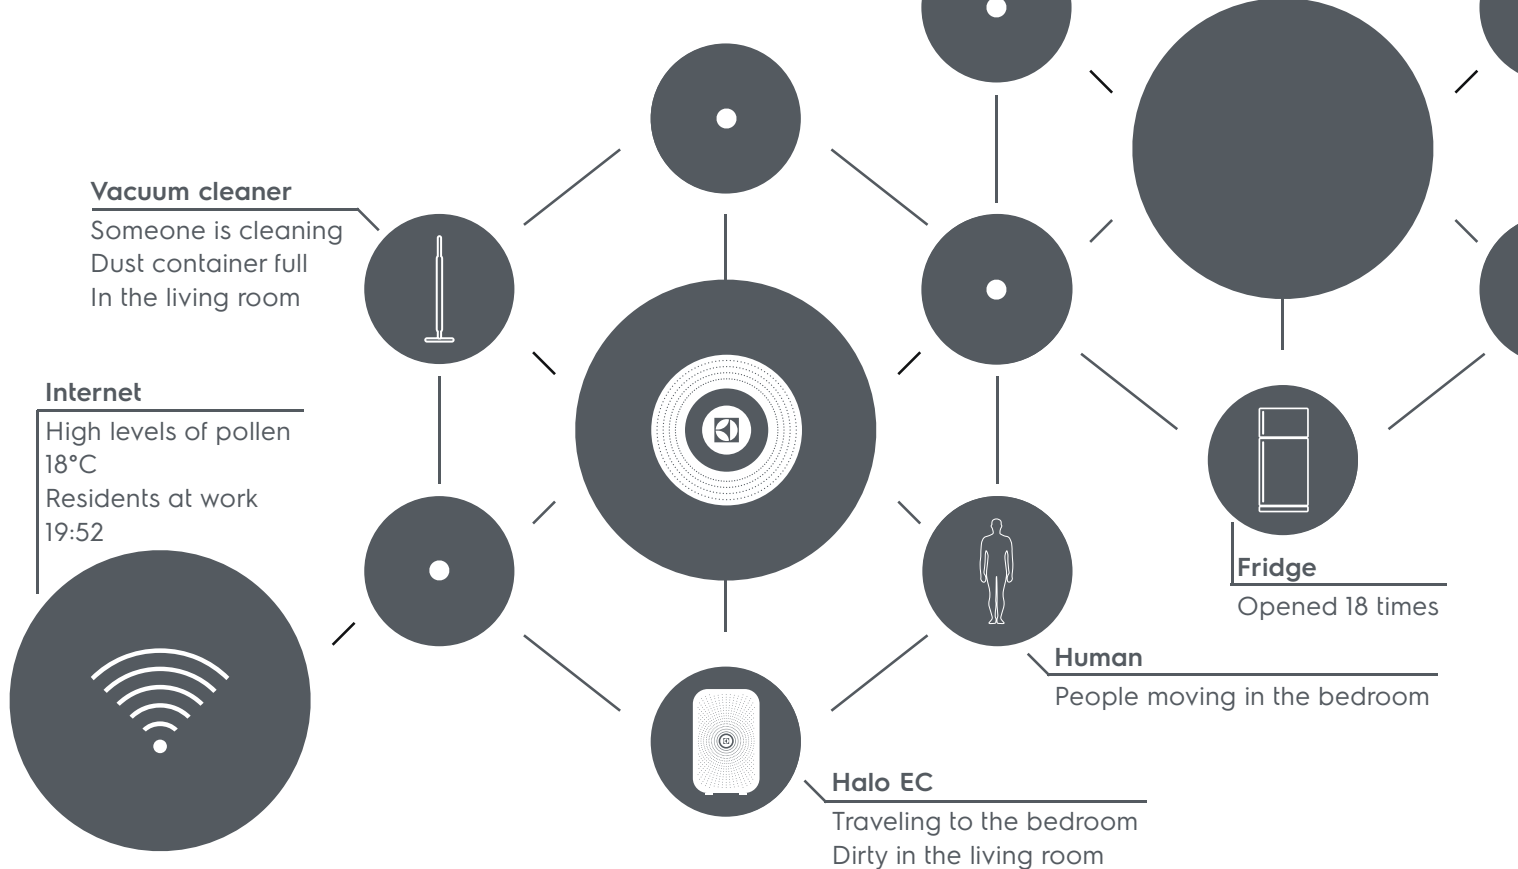 Vacuum cleaner
Someone is cleaning
Dust container full
In the living room
Internet
High levels of pollen
18°C
Residents at work
19:52
Fridge
Opened 18 times
Human
People moving in the bedroom
Halo EC
Traveling to the bedroom
Dirty in the living room